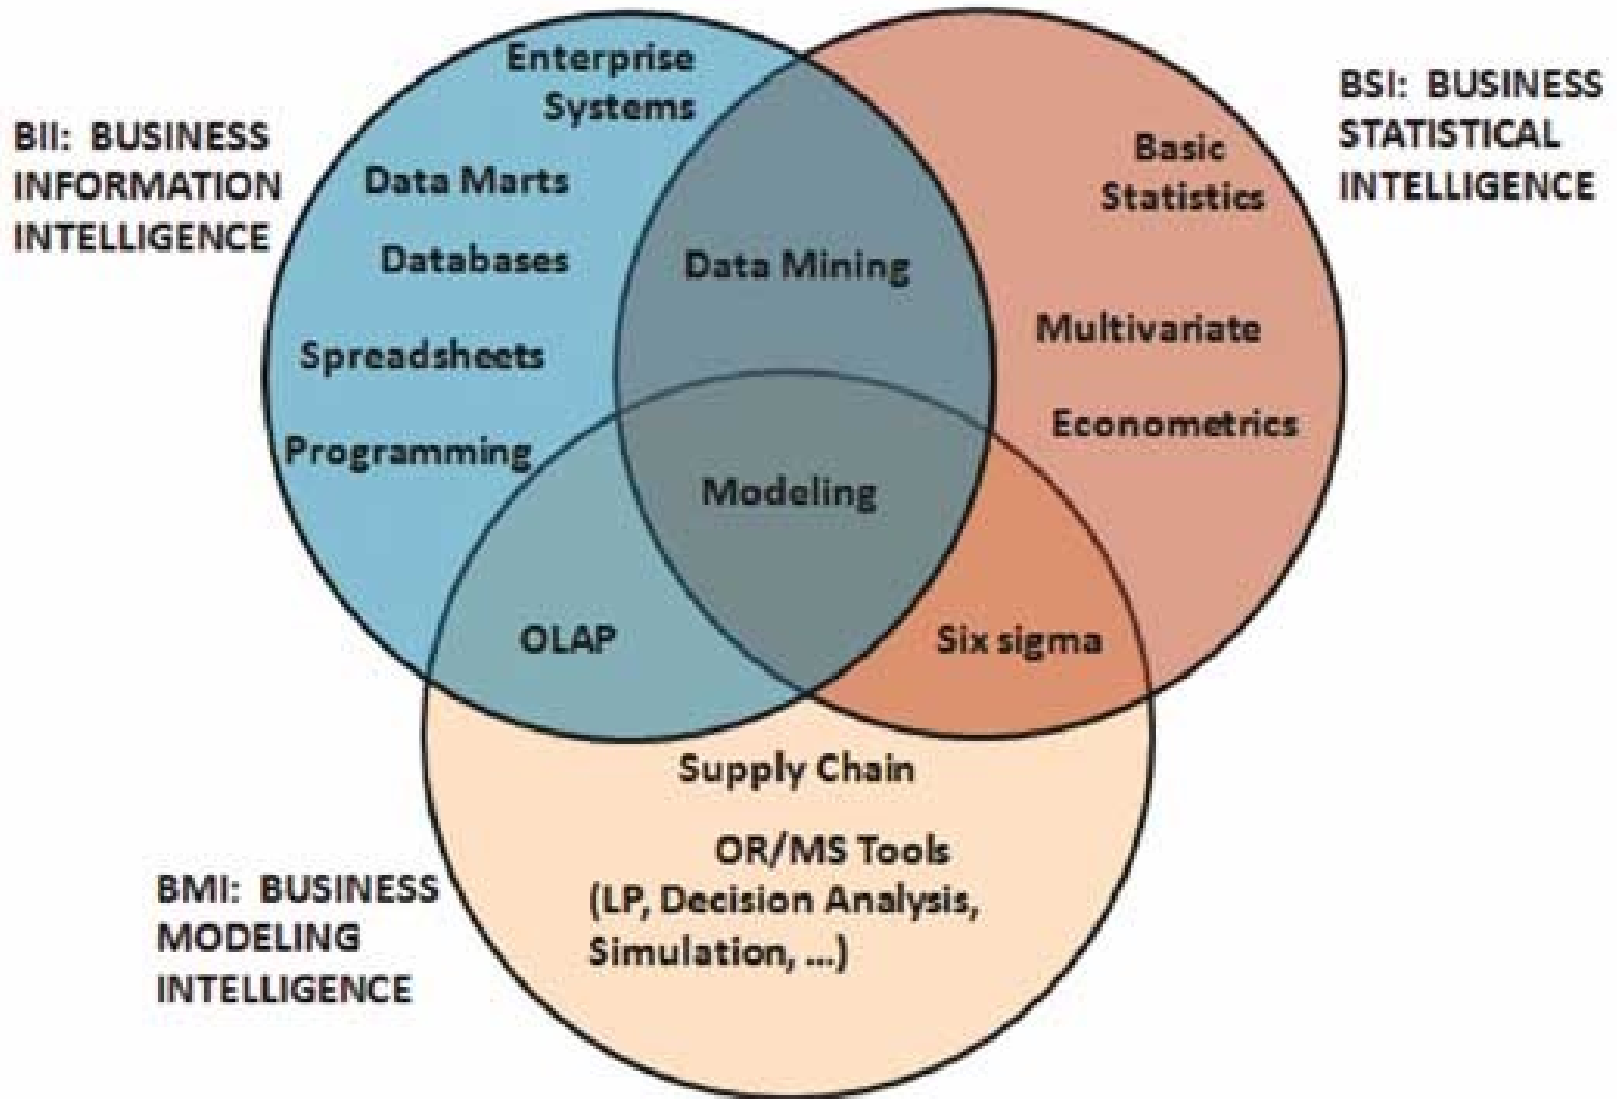 BII: BUSINESS
INFORMATION
INTELLIGENCE
Enterprise
Systems
Data Marts
Databases
Spreadsheets
Programming
Data Mining
BSI: BUSINESS
STATISTICAL
INTELLIGENCE
Basic
Statistics
Multivariate
Econometrics
Modeling
OLAP
Six sigma
BMI: BUSINESS
MODELING
INTELLIGENCE
Supply Chain
OR/MS Tools
(LP, Decision Analysis,
Simulation, ...)